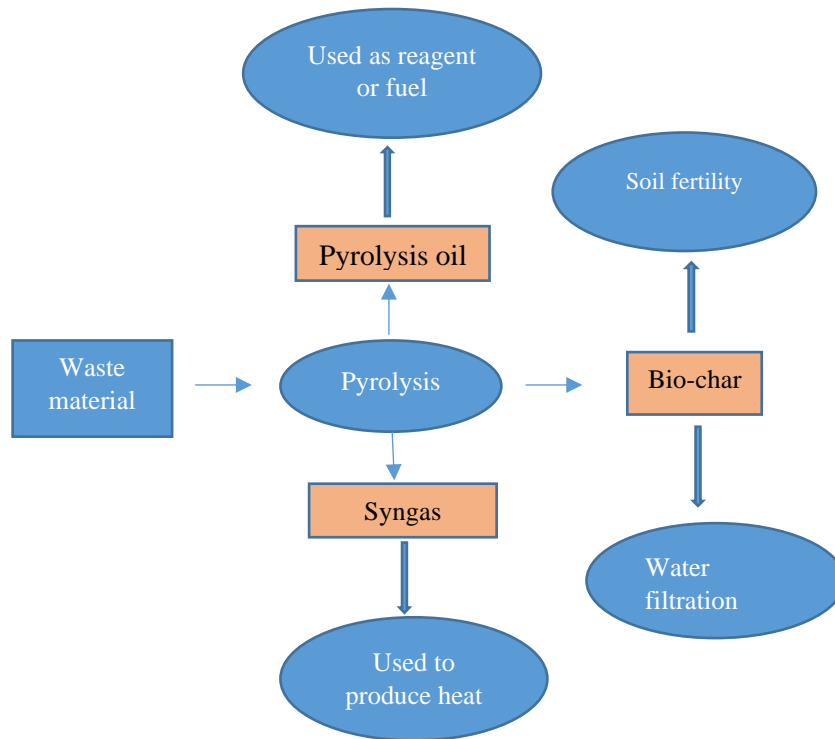 Used as reagent
or fuel
Soil fertility
Pyrolysis oil
Waste
material
Pyrolysis
Bio-char
Syngas
Water
filtration
Used to
produce heat